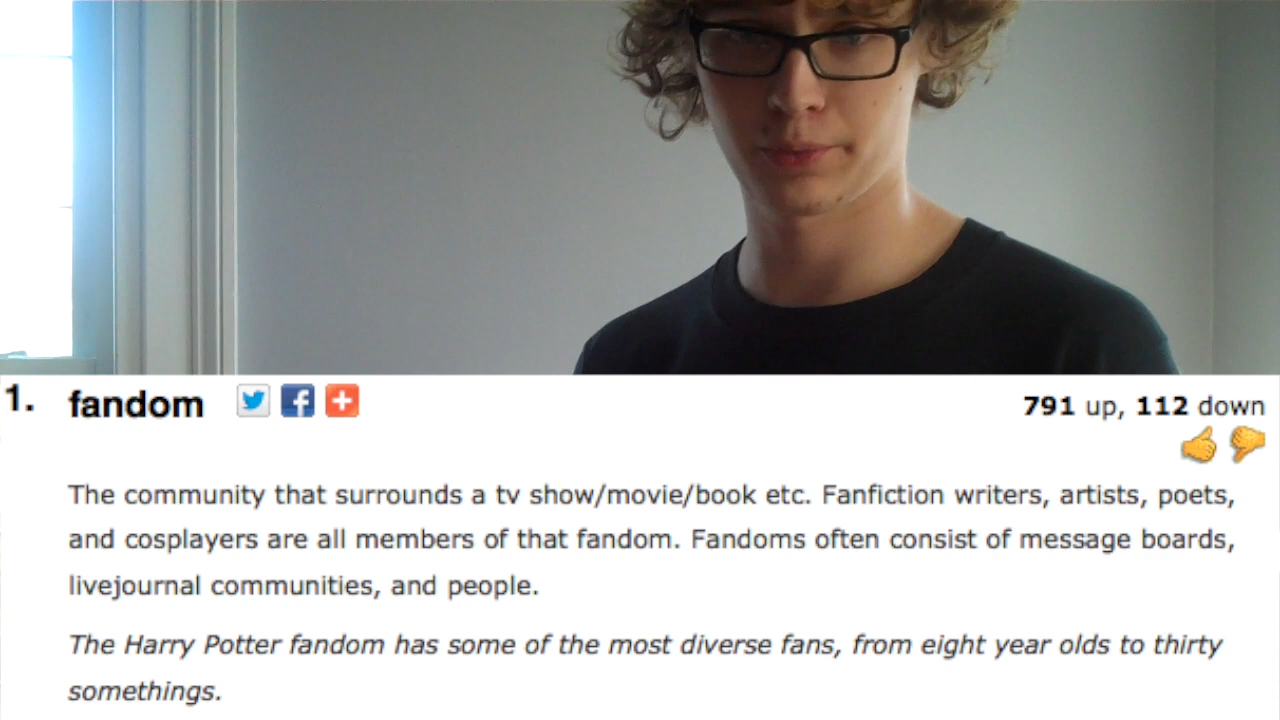 1. fandom 791 up, 112 down
The community that surrounds a tv show/movie/book etc. Fanfiction writers, artists, poets,
and cosplayers are all members of that fandom. Fandoms often consist of message boards,
livejournal communities, and people.
The Harry Potter fandom has some of the most diverse fans, from eight year olds to thirty
somethings.